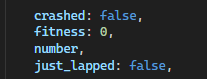 crashed: false,
fitness: 0,
number,
just_lapped: false,